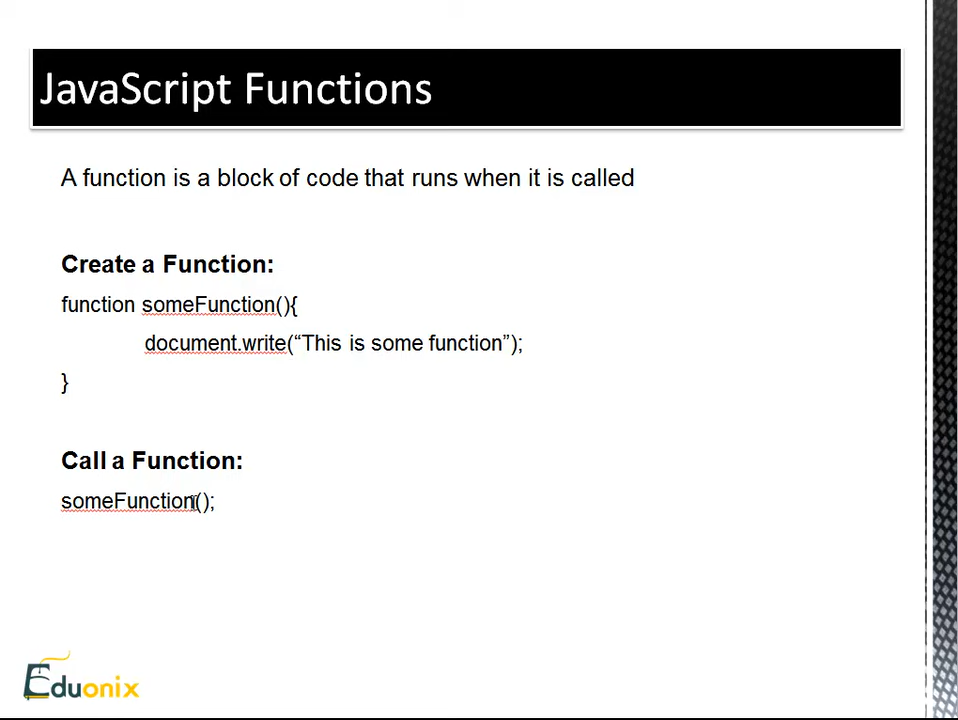 JavaScript Functions
A function is a block of code that runs when it is called
Create a Function:
function someFunction(){
document.write(“This is some function”);
}
Call a Function:
someFunction();
Eduonix